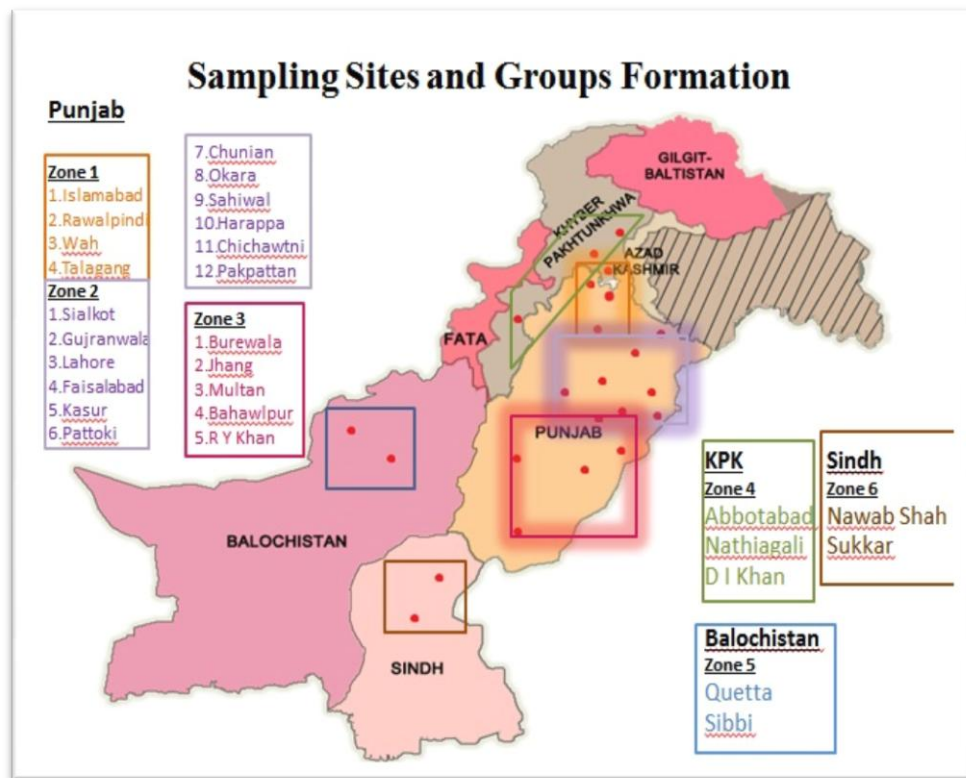 Sampling Sites and Groups Formation
Punjab
Zone 1
1.Islamabad
2.Rawalpindi
3.Wah
4.Talagang
Zone 2
1.Sialkot
2.Gujranwala
3.Lahore
4.Faisalabad
5.Kasur
6.Pattoki
7.Chunian
8.Okara
9.Sahiwal
10.Harappa
11.Chichawtni
12.Pakpattan
Zone 3
1.Burewala
2.Jhang
3.Multan
4.Bahawlpur
5.R Y Khan
GILGIT-
BALTISTAN
KHYBER
PAKHTUNKHWA
AZAD
KASHMIR
FATA
PUNJAB
BALOCHISTAN
SINDH
KPK
Zone 4
Abbotabad
Nathiagali
D I Khan
Sindh
Zone 6
Nawab Shah
Sukkar
Balochistan
Zone 5
Quetta
Sibbi